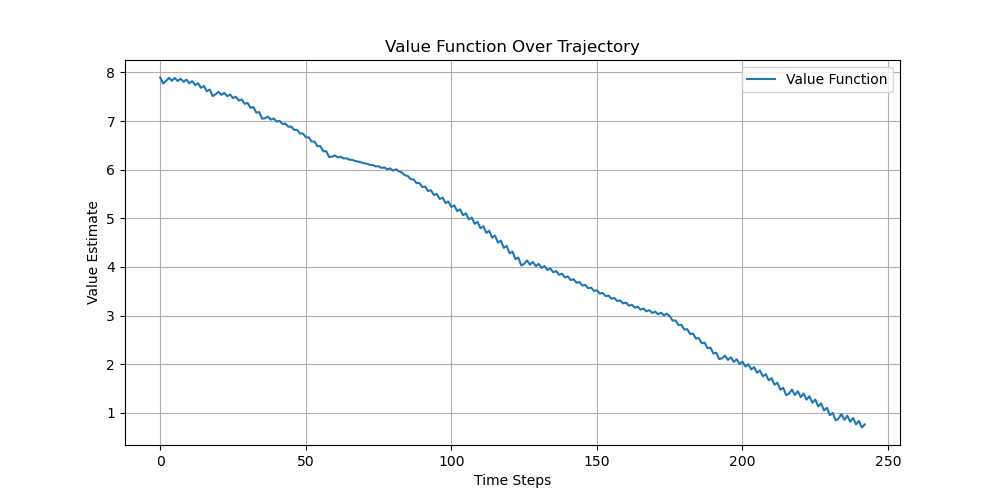 Value Function Over Trajectory
Value Function
Value Estimate
8
7
6
5
4
3
2
1
0 50 100 150 200 250
Time Steps